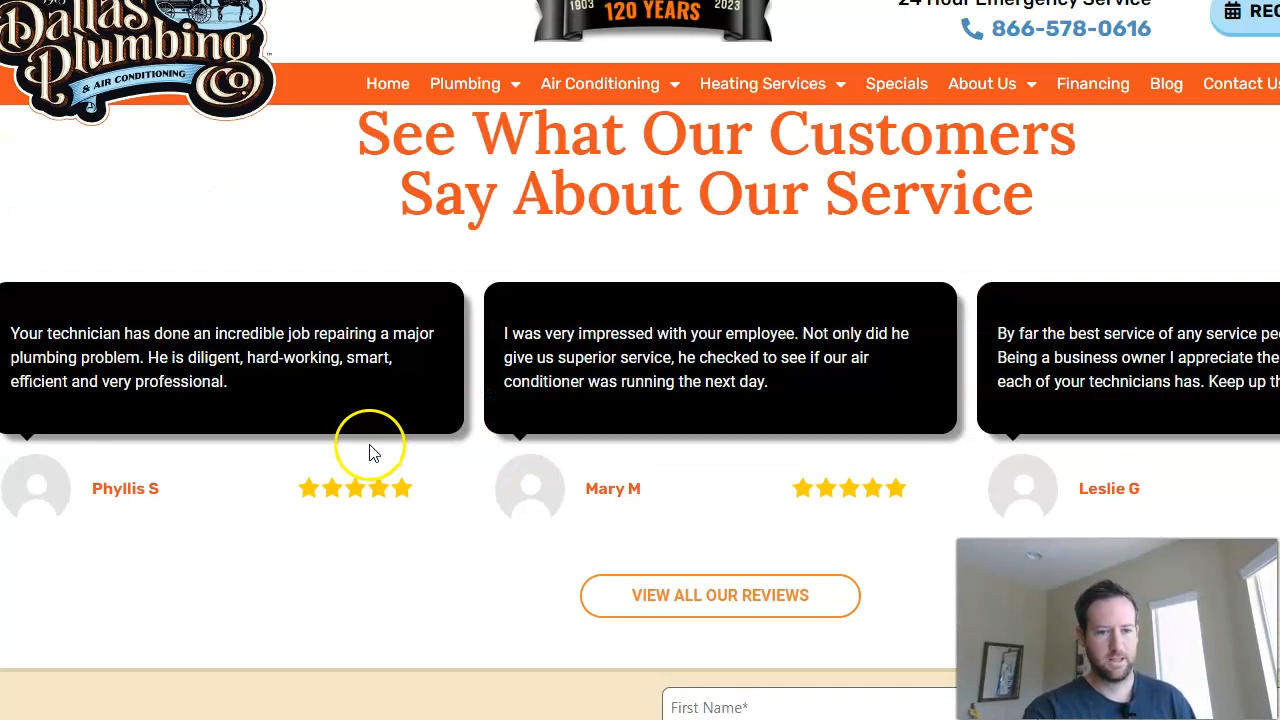 Dallas
Plumbing
& AIR CONDITIONING
Co
™
1903
120 YEARS
2023
24 Hour Emergency Service
866-578-0616
Home Plumbing Air Conditioning Heating Services Specials About Us Financing Blog Contact
See What Our Customers
Say About Our Service
Your technician has done an incredible job repairing a major
plumbing problem. He is diligent, hard-working, smart,
efficient and very professional.
Phyllis S
I was very impressed with your employee. Not only did he
give us superior service, he checked to see if our air
conditioner was running the next day.
Mary M
By far the best service of any service
Being a business owner I appreciate the
each of your technicians has. Keep up
Leslie G
VIEW ALL OUR REVIEWS
First Name*